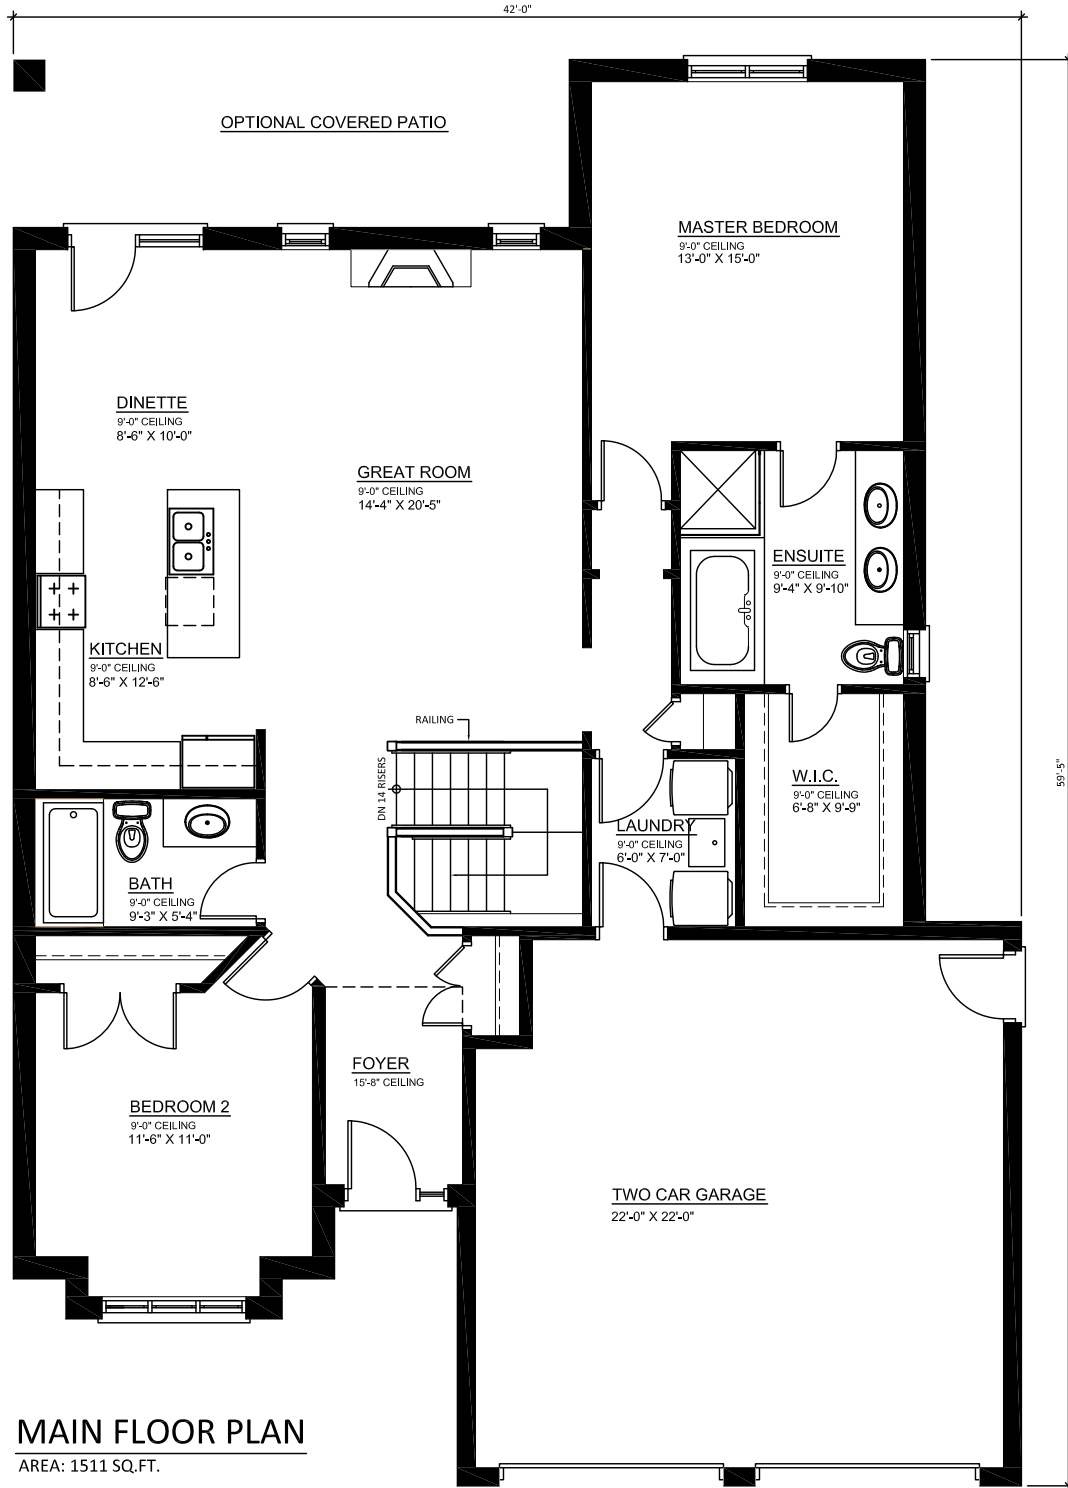 42'-0"
OPTIONAL COVERED PATIO
MASTER BEDROOM
9'-0" CEILING
13'-0" X 15'-0"
DINETTE
9'-0" CEILING
8'-6" X 10'-0"
GREAT ROOM
9'-0" CEILING
14'-4" X 20'-5"
ENSUITE
9'-0" CEILING
9'-4" X 9'-10"
KITCHEN
9'-0" CEILING
8'-6" X 12'-6"
RAILING
DN 14 RISERS
W.I.C.
9'-0" CEILING
6'-8" X 9'-9"
59'-5"
LAUNDRY
9'-0" CEILING
6'-0" X 7'-0"
BATH
9'-0" CEILING
9'-3" X 5'-4"
FOYER
15'-8" CEILING
BEDROOM 2
9'-0" CEILING
11'-6" X 11'-0"
TWO CAR GARAGE
22'-0" X 22'-0"
MAIN FLOOR PLAN
AREA: 1511 SQ.FT.